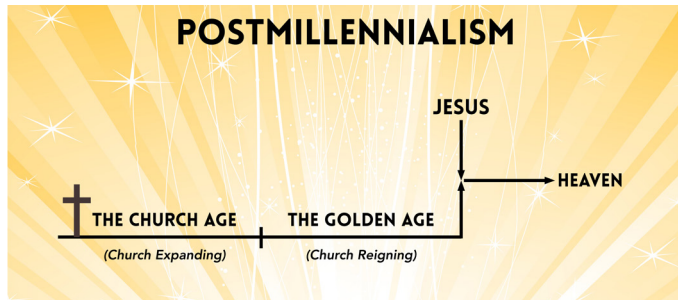 POSTMILLENNIALISM
JESUS
HEAVEN
THE CHURCH AGE
THE GOLDEN AGE
(Church Expanding)
(Church Reigning)